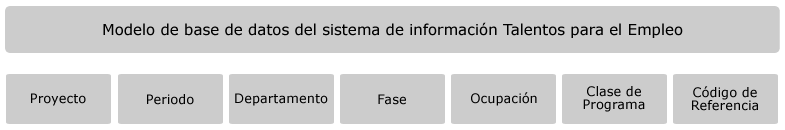 Modelo de base de datos del sistema de información Talentos para el Empleo
Proyecto
Periodo
Departamento
Fase
Ocupación
Clase de
Programa
Código de
Referencia